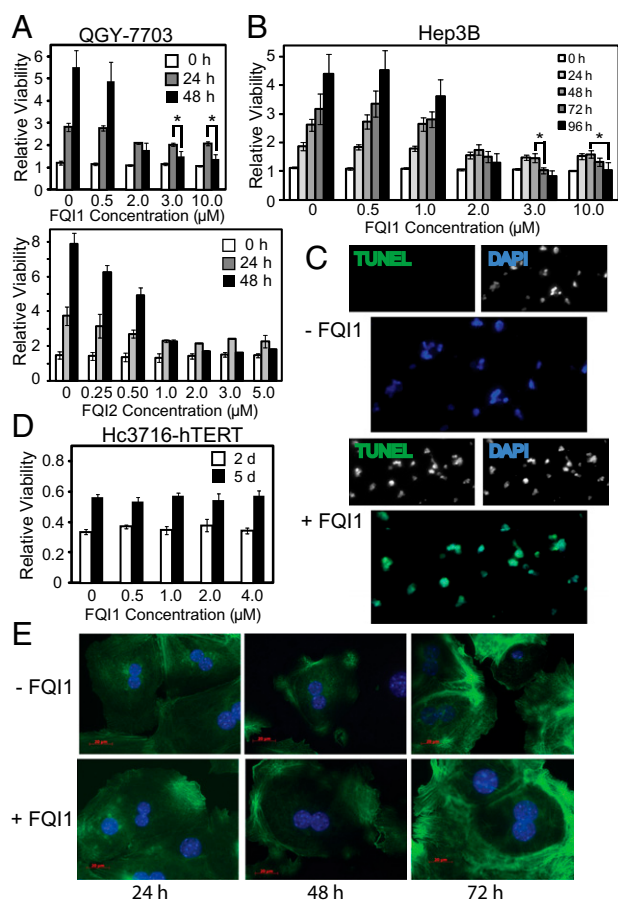 A
QGY-7703
Relative Viability
6
5
4
3
2
1
0 h
24 h
48 h
*
*
0 0.5 2.0 3.0 10.0
FQI1 Concentration (µM)
Relative Viability
8
6
4
2
0
0 h
24 h
48 h
0 0.25 0.50 1.0 2.0 3.0 5.0
FQI2 Concentration (µM)
B
Hep3B
Relative Viability
5
4
3
2
1
0
0 h
24 h
48 h
72 h
96 h
*
*
0 0.5 1.0 2.0 3.0 10.0
FQI1 Concentration (µM)
C
TUNEL
DAPI
- FQI1
TUNEL
DAPI
+ FQI1
D
Hc3716-hTERT
Relative Viability
0.8
0.6
0.4
0.2
0
2 d
5 d
0 0.5 1.0 2.0 4.0
FQI1 Concentration (µM)
E
- FQI1
+ FQI1
24 h 48 h 72 h